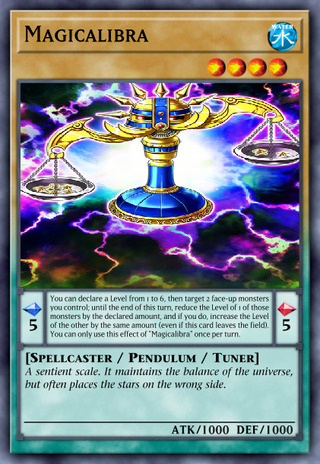 Magicalibra
WATER
水
You can declare a Level from 1 to 6, then target 2 face-up monsters
you control; until the end of this turn, reduce the Level of 1 of those
monsters by the declared amount, and if you do, increase the Level
of the other by the same amount (even if this card leaves the field).
You can only use this effect of "Magicalibra" once per turn.
5
5
[Spellcaster / Pendulum / Tuner]
A sentient scale. It maintains the balance of the universe,
but often places the stars on the wrong side.
ATK/1000 DEF/1000